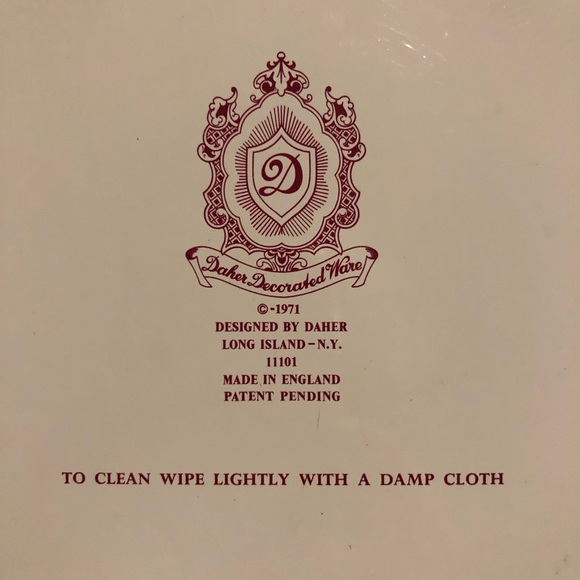 D
Daher Decorated Ware
©-1971
DESIGNED BY DAHER
LONG ISLAND-N.Y.
11101
MADE IN ENGLAND
PATENT PENDING
TO CLEAN WIPE LIGHTLY WITH A DAMP CLOTH